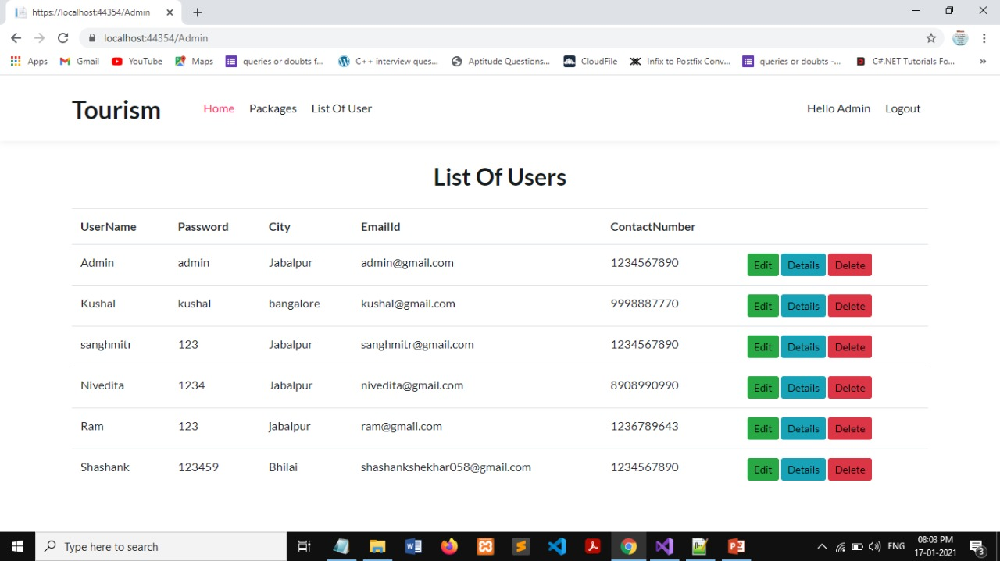 https://localhost:44354/Admin
localhost:44354/Admin
Apps Gmail YouTube Maps queries or doubts f... C++ interview ques... Aptitude Questions... CloudFile Infix to Postfix Conv... queries or doubts -... C#.NET Tutorials Fo... »
Tourism Home Packages List Of User Hello Admin Logout
List Of Users
UserName Password City EmailId ContactNumber
Admin admin Jabalpur admin@gmail.com 1234567890 Edit Details Delete
Kushal kushal bangalore kushal@gmail.com 9998887770 Edit Details Delete
sanghmitr 123 Jabalpur sanghmitr@gmail.com 1234567890 Edit Details Delete
Nivedita 1234 Jabalpur nivedita@gmail.com 8908990990 Edit Details Delete
Ram 123 jabalpur ram@gmail.com 1236789643 Edit Details Delete
Shashank 123459 Bhilai shashankshekhar058@gmail.com 1234567890 Edit Details Delete
Type here to search ENG 08:03 PM
17-01-2021 3